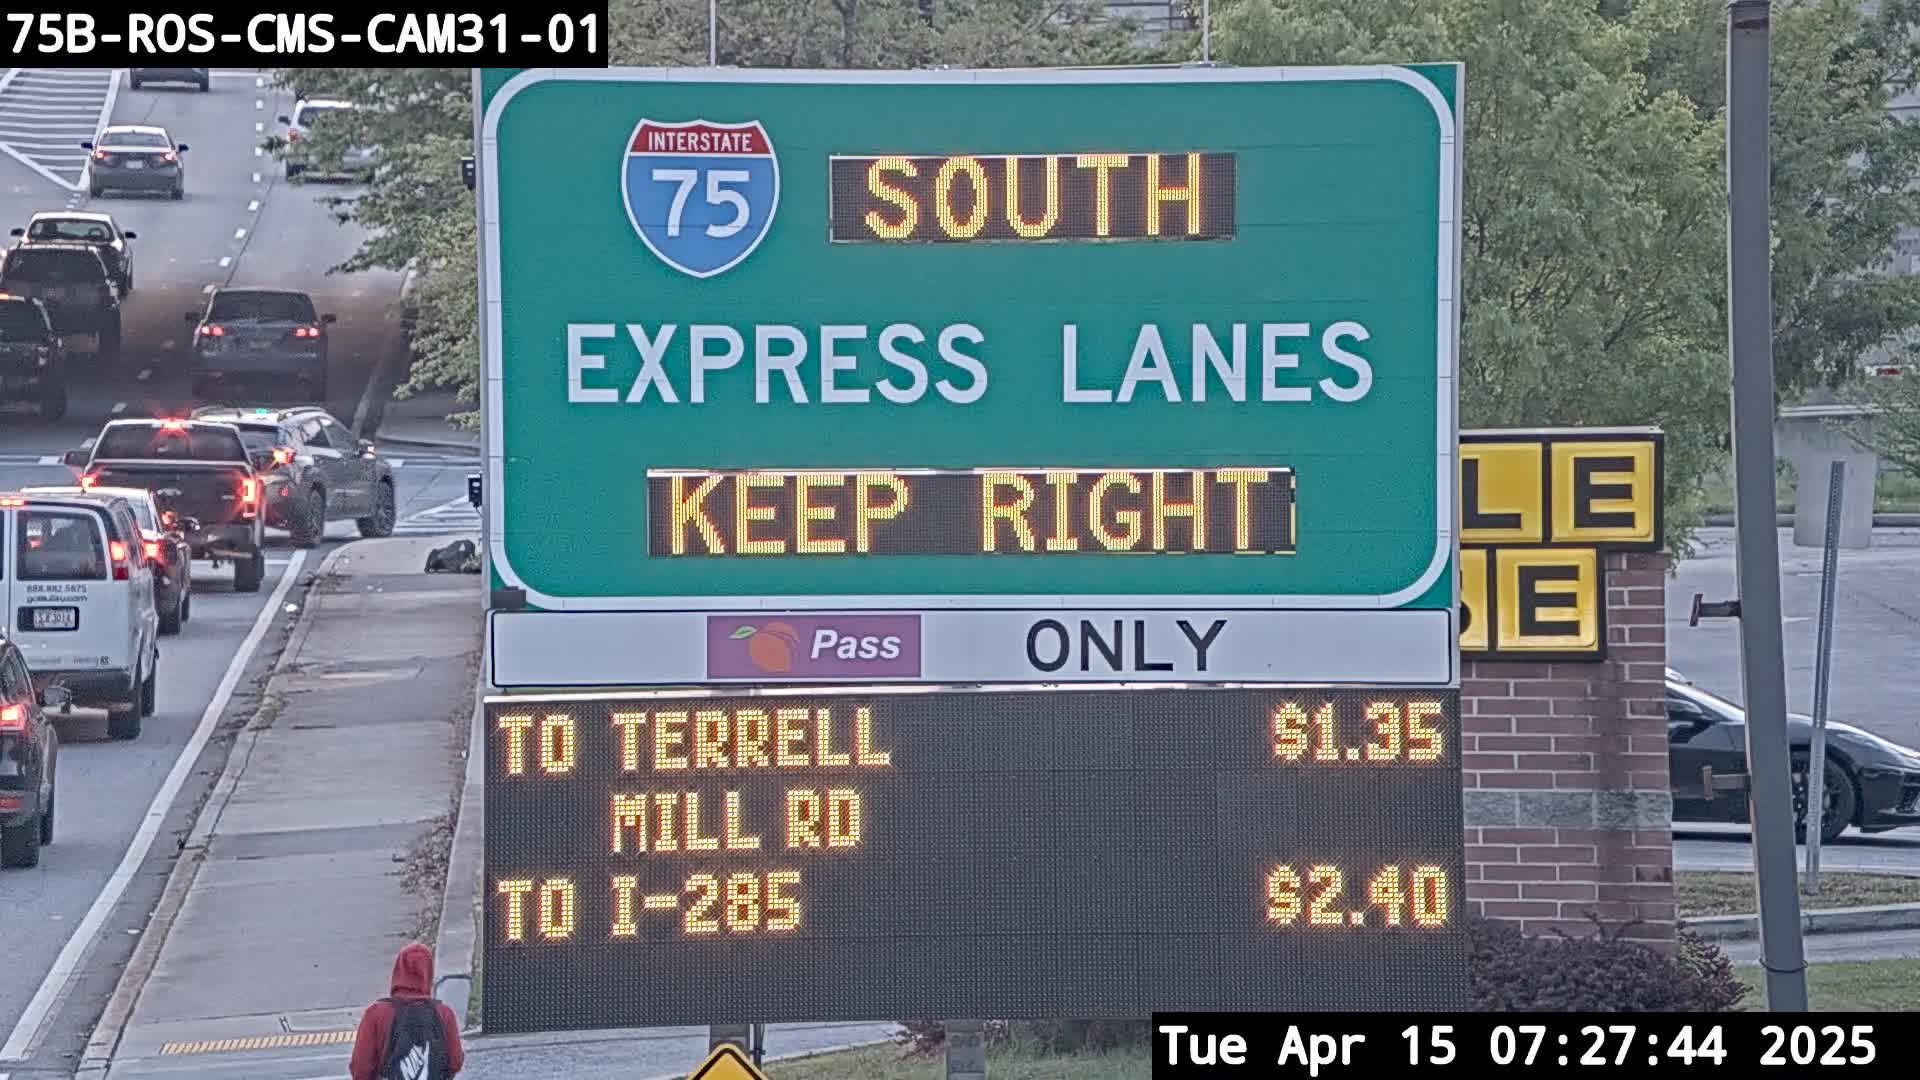 75B-ROS-CMS-CAM31-01
INTERSTATE
75
SOUTH
EXPRESS LANES
KEEP RIGHT
Pass
ONLY
TO TERRELL $1.35
MILL RD
TO I-285 $2.40
LE
E
Tue Apr 15 07:27:44 2025